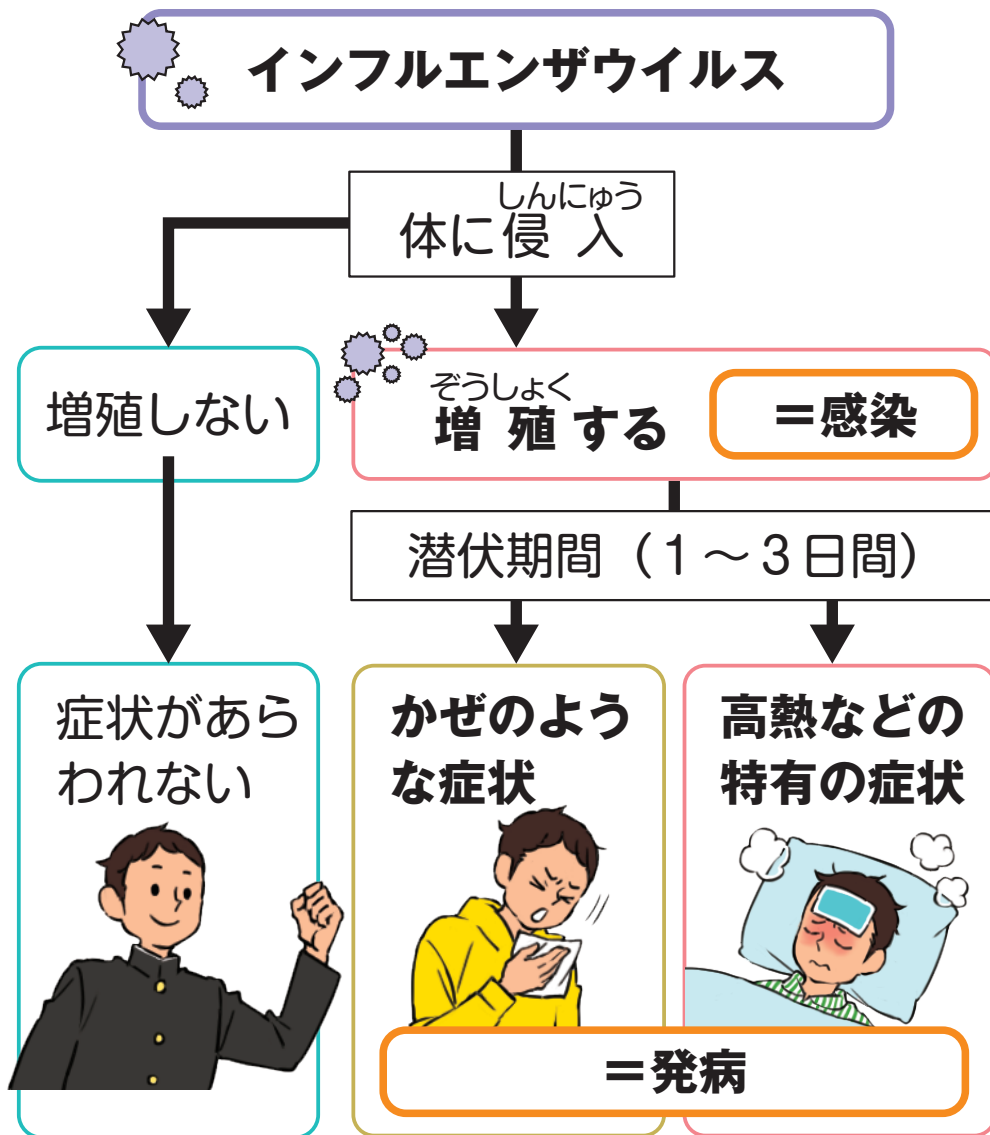 インフルエンザウイルス
しんにゅう
体に侵入
増殖しない
ぞうしょく
増殖する
＝感染
潜伏期間（１～３日間）
症状があら
われない
かぜのよう
な症状
高熱などの
特有の症状
＝発病